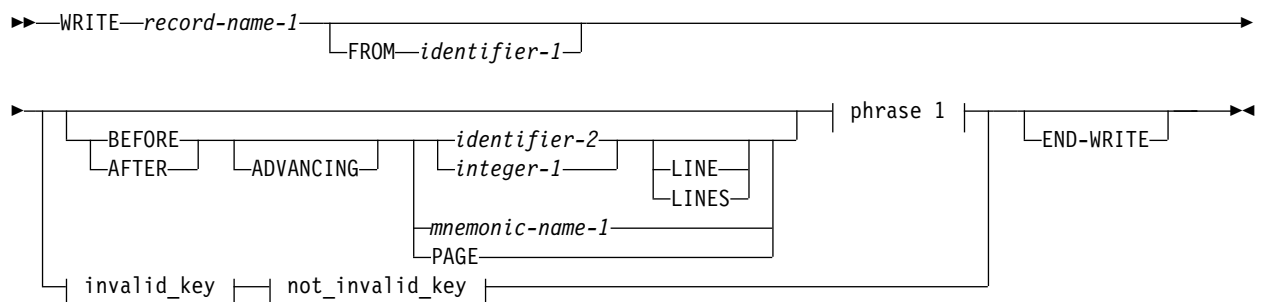 WRITE record-name-1
FROM identifier-1
phrase 1
BEFORE identifier-2 END-WRITE
AFTER ADVANCING integer-1 LINE
LINES
mnemonic-name-1
PAGE
invalid_key not_invalid_key